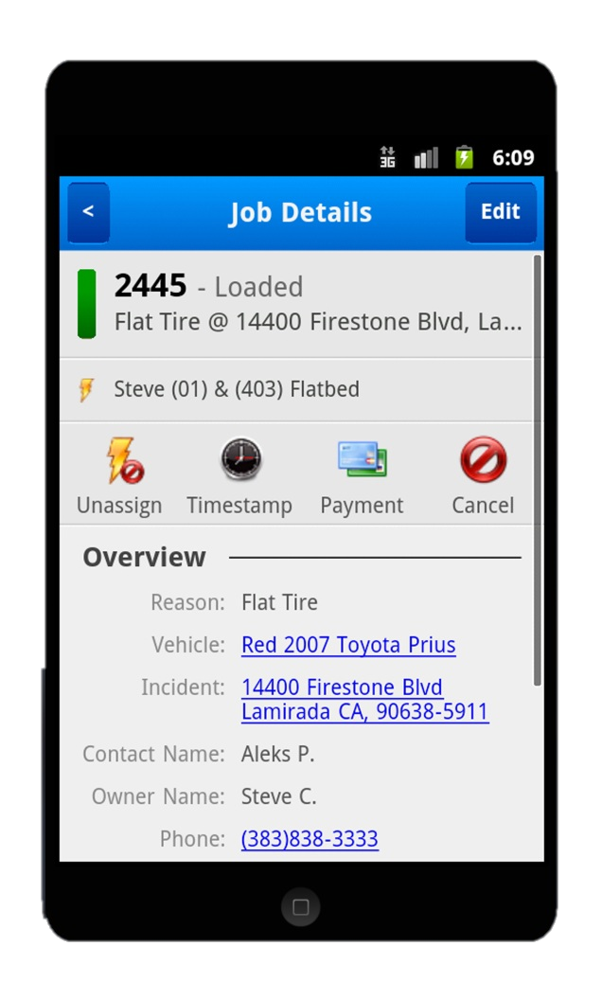 3G 6:09
< Job Details Edit
2445 - Loaded
Flat Tire @ 14400 Firestone Blvd, La...
Steve (01) & (403) Flatbed
Unassign Timestamp Payment Cancel
Overview
Reason: Flat Tire
Vehicle: Red 2007 Toyota Prius
Incident: 14400 Firestone Blvd
Lamirada CA, 90638-5911
Contact Name: Aleks P.
Owner Name: Steve C.
Phone: (383)838-3333